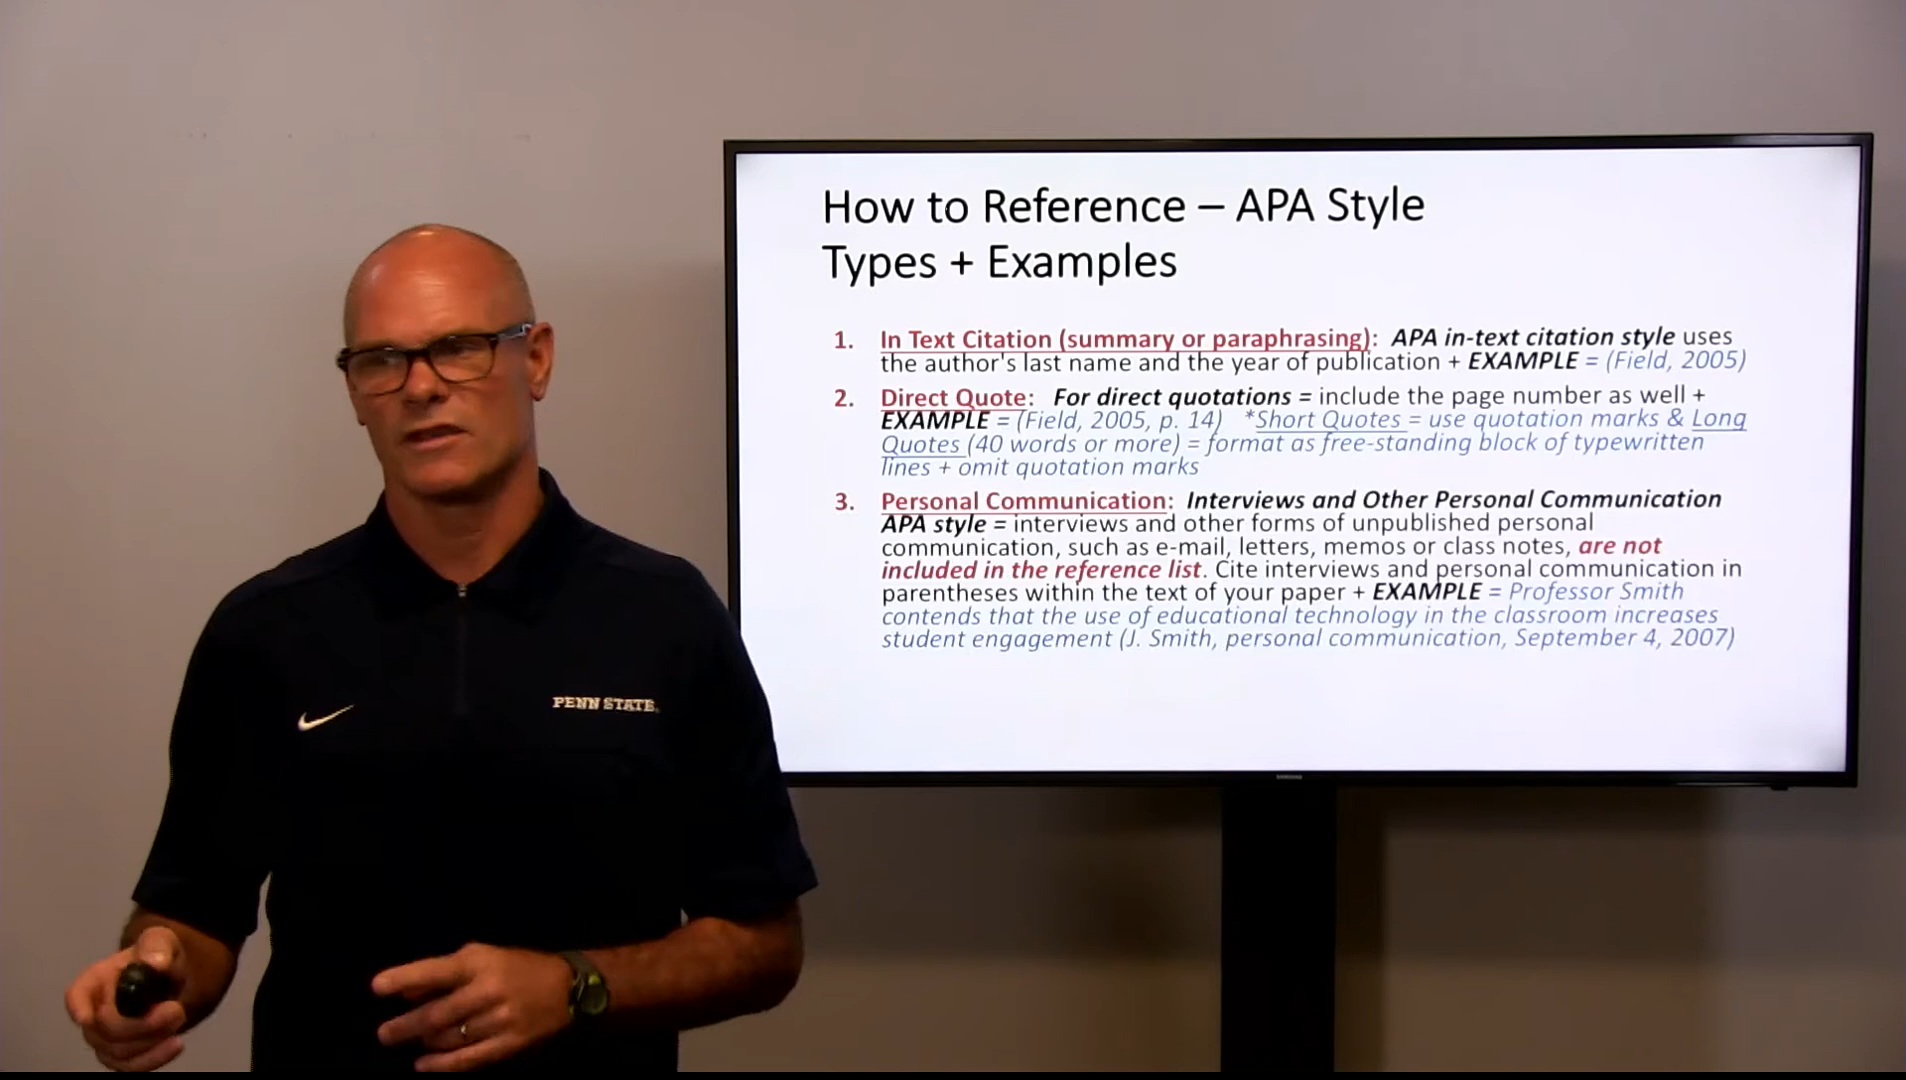 How to Reference – APA Style
Types + Examples
1. In Text Citation (summary or paraphrasing): APA in-text citation style uses
the author's last name and the year of publication + EXAMPLE = (Field, 2005)
2. Direct Quote: For direct quotations = include the page number as well +
EXAMPLE = (Field, 2005, p. 14) *Short Quotes = use quotation marks & Long
Quotes (40 words or more) = format as free-standing block of typewritten
lines + omit quotation marks
3. Personal Communication: Interviews and Other Personal Communication
APA style = interviews and other forms of unpublished personal
communication, such as e-mail, letters, memos or class notes, are not
included in the reference list. Cite interviews and personal communication in
parentheses within the text of your paper + EXAMPLE = Professor Smith
contends that the use of educational technology in the classroom increases
student engagement (J. Smith, personal communication, September 4, 2007)
PENN STATE
SAMSUNG